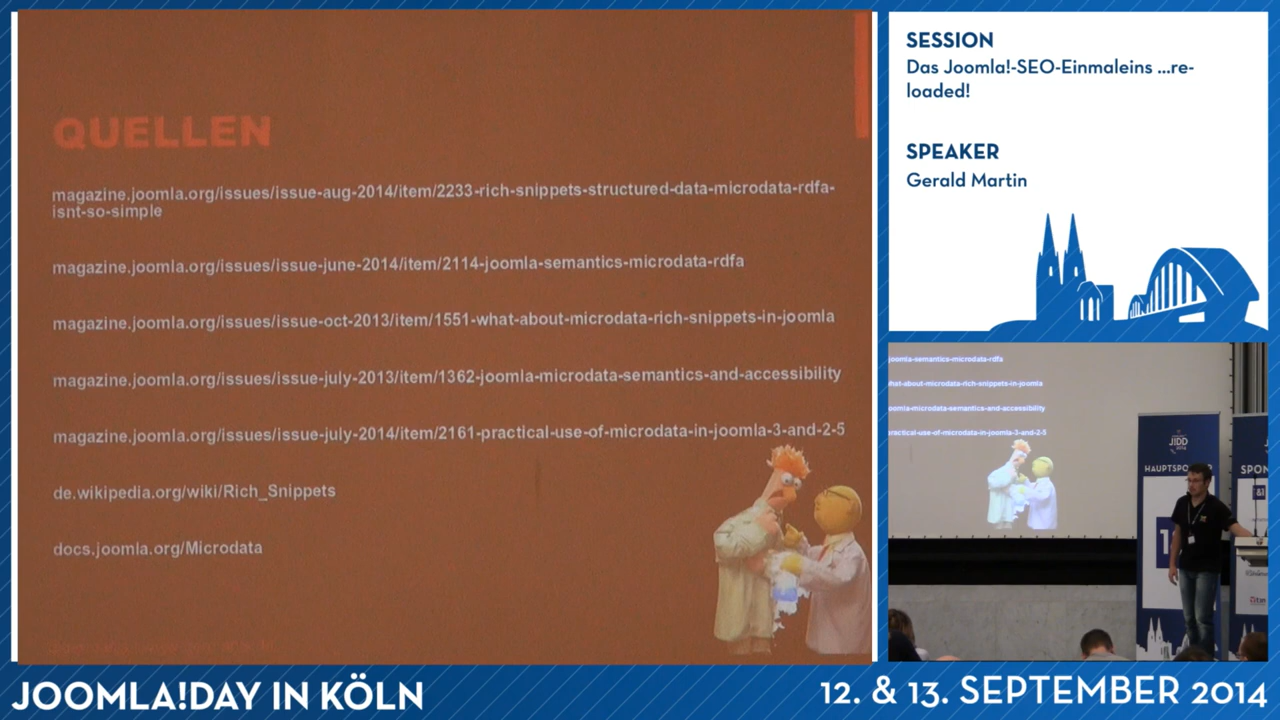 QUELLEN
magazine.joomla.org/issues/issue-aug-2014/item/2233-rich-snippets-structured-data-microdata-rdfa-
isnt-so-simple
magazine.joomla.org/issues/issue-june-2014/item/2114-joomla-semantics-microdata-rdfa
magazine.joomla.org/issues/issue-oct-2013/item/1551-what-about-microdata-rich-snippets-in-joomla
magazine.joomla.org/issues/issue-july-2013/item/1362-joomla-microdata-semantics-and-accessibility
magazine.joomla.org/issues/issue-july-2014/item/2161-practical-use-of-microdata-in-joomla-3-and-2-5
de.wikipedia.org/wiki/Rich_Snippets
docs.joomla.org/Microdata
SESSION
Das Joomla!-SEO-Einmaleins ...re-
loaded!
SPEAKER
Gerald Martin
joomla-semantics-microdata-rdfa
what-about-microdata-rich-snippets-in-joomla
joomla-microdata-semantics-and-accessibility
practical-use-of-microdata-in-joomla-3-and-2-5
JDD
2014
HAUPTSPO
SPON
JOOMLA!DAY IN KÖLN
12. & 13. SEPTEMBER 2014